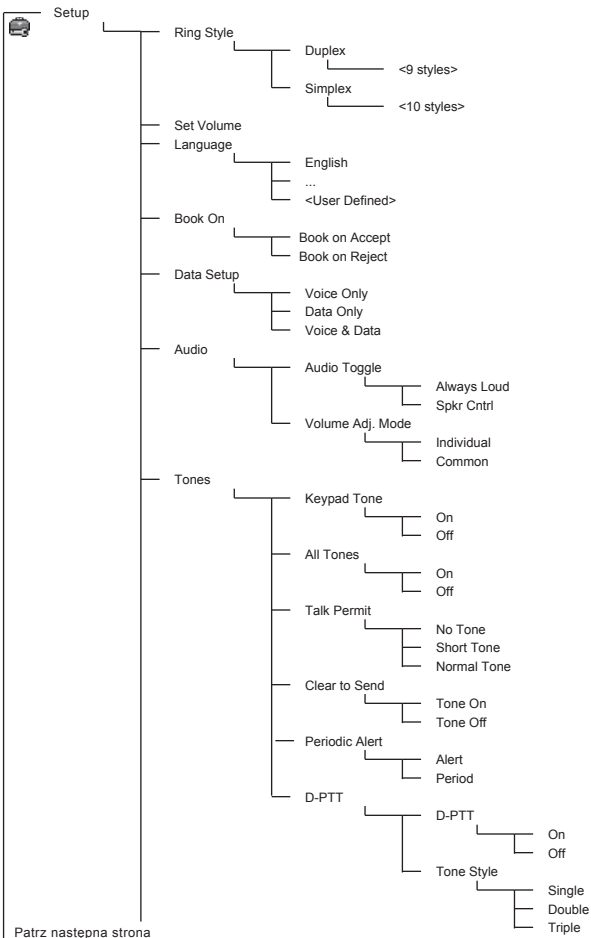 Setup
Ring Style
Duplex
<9 styles>
Simplex
<10 styles>
Set Volume
Language
English
...
<User Defined>
Book On
Book on Accept
Book on Reject
Data Setup
Voice Only
Data Only
Voice & Data
Audio
Audio Toggle
Always Loud
Spkr Cntrl
Volume Adj. Mode
Individual
Common
Tones
Keypad Tone
On
Off
All Tones
On
Off
Talk Permit
No Tone
Short Tone
Normal Tone
Clear to Send
Tone On
Tone Off
Periodic Alert
Alert
Period
D-PTT
D-PTT
On
Off
Tone Style
Single
Double
Triple
Patrz następna strona